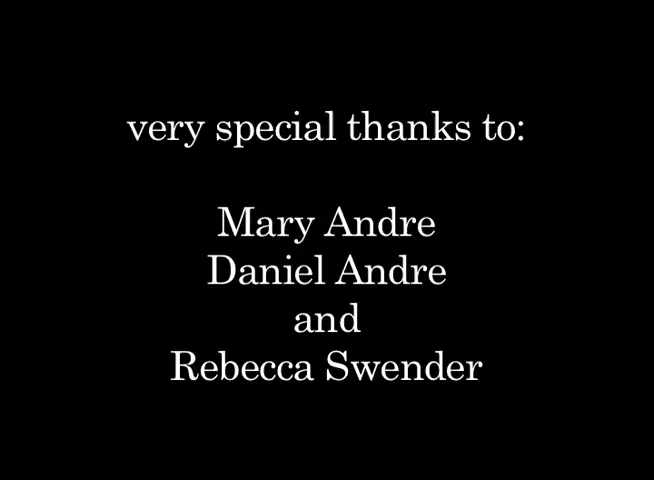 very special thanks to:
Mary Andre
Daniel Andre
and
Rebecca Swender